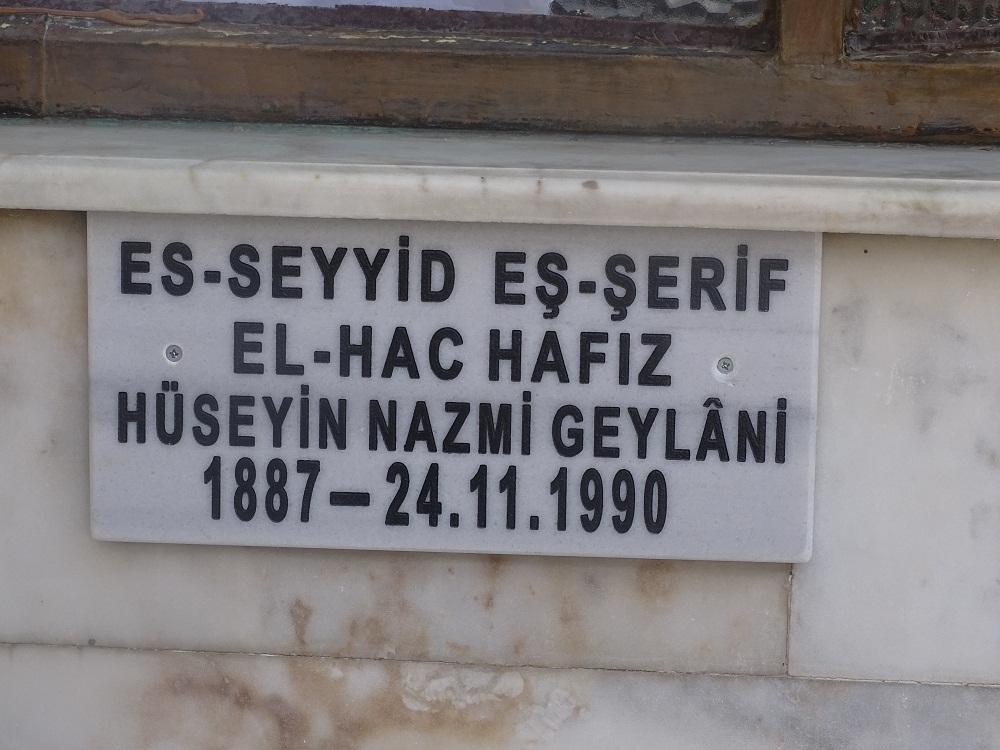 ES-SEYYİD EŞ-ŞERİF
EL-HAC HAFIZ
HÜSEYİN NAZMİ GEYLÂNİ
1887–24.11.1990